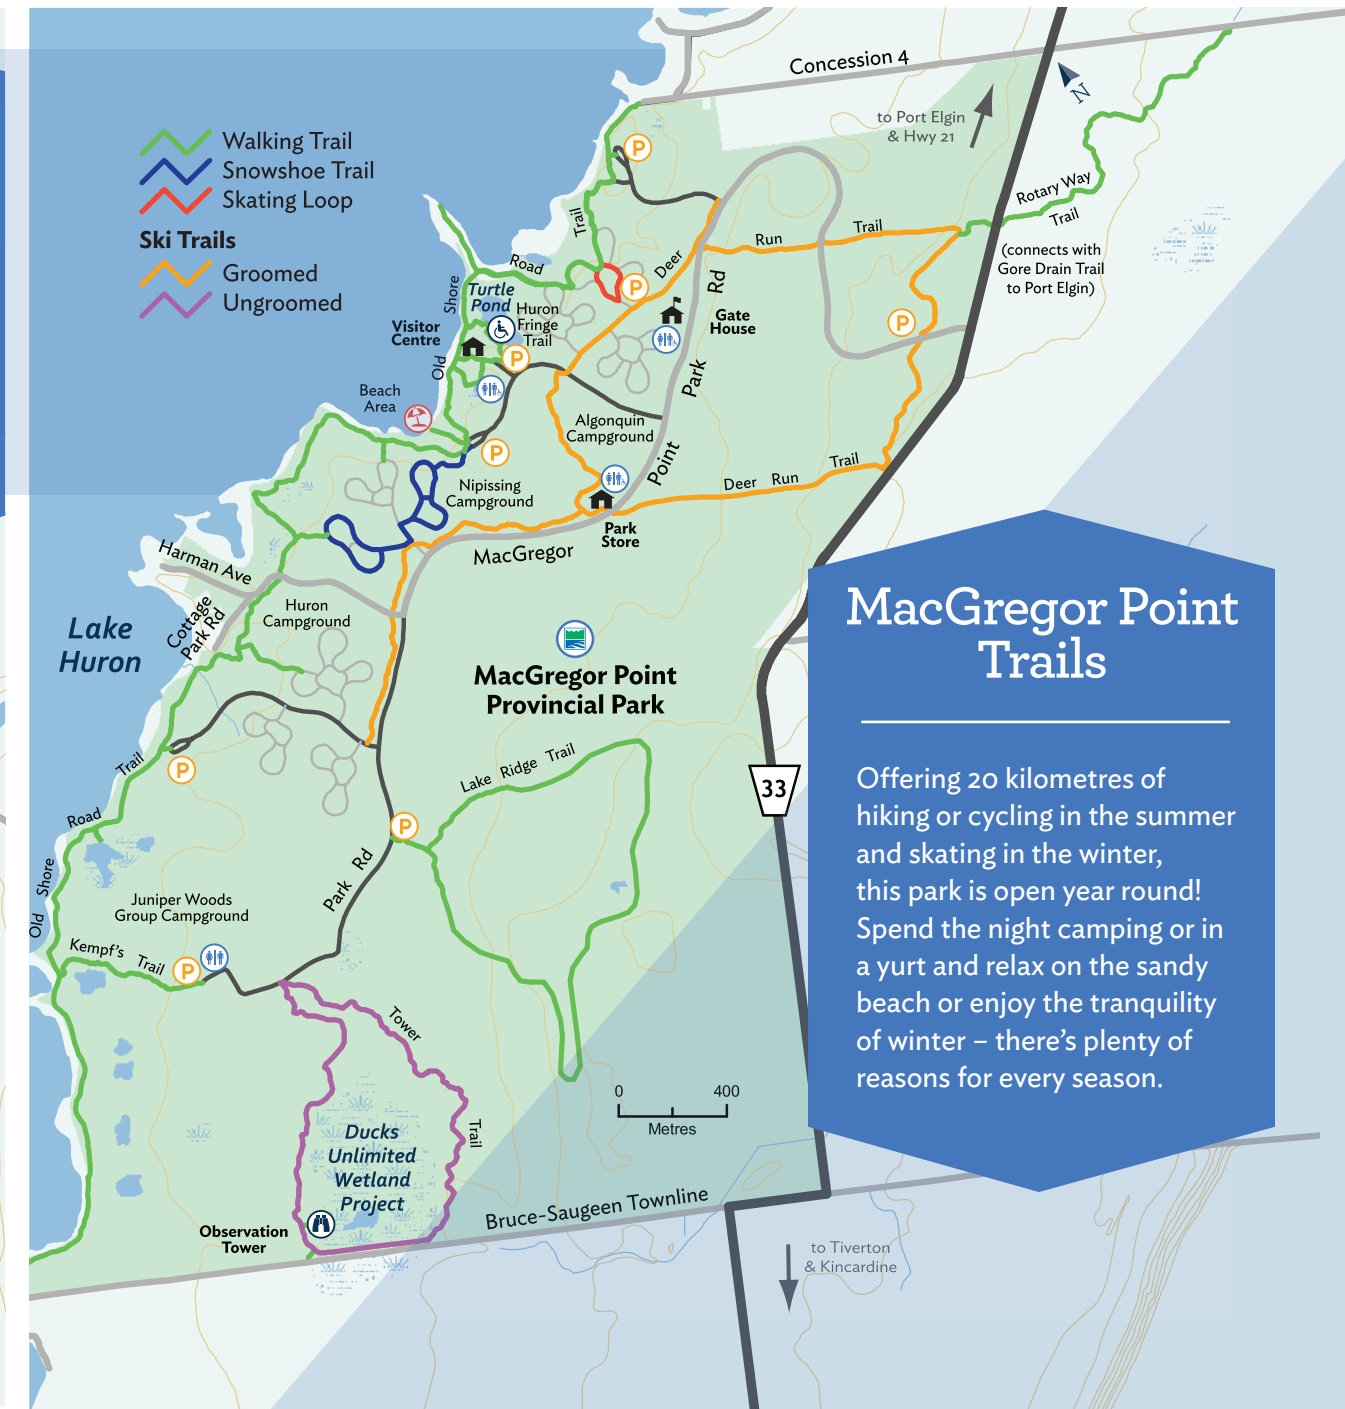 Concession 4
to Port Elgin
& Hwy 21
N
Walking Trail
Snowshoe Trail
Skating Loop
Ski Trails
Groomed
Ungroomed
P
Rotary Way
Trail
(connects with
Gore Drain Trail
to Port Elgin)
Trail
Road
Deer
Run
Trail
Rd
P
P
Shore
Turtle
Pond
Huron
Fringe
Trail
Visitor
Centre
Gate
House
P
Old
Park
Beach
Area
Algonquin
Campground
P
Point
Nipissing
Campground
Deer Run Trail
Park
Store
MacGregor
Harman Ave
Cottage
Park Rd
Huron
Campground
Lake
Huron
MacGregor Point
Provincial Park
MacGregor Point
Trails
Offering 20 kilometres of
hiking or cycling in the summer
and skating in the winter,
this park is open year round!
Spend the night camping or in
a yurt and relax on the sandy
beach or enjoy the tranquility
of winter – there's plenty of
reasons for every season.
Trail
P
Lake Ridge Trail
33
Road
P
Shore
Park Rd
Old
Juniper Woods
Group Campground
Kempf's Trail
P
Tower
Trail
0 400
Metres
Ducks
Unlimited
Wetland
Project
Observation
Tower
Bruce-Saugeen Townline
to Tiverton
& Kincardine